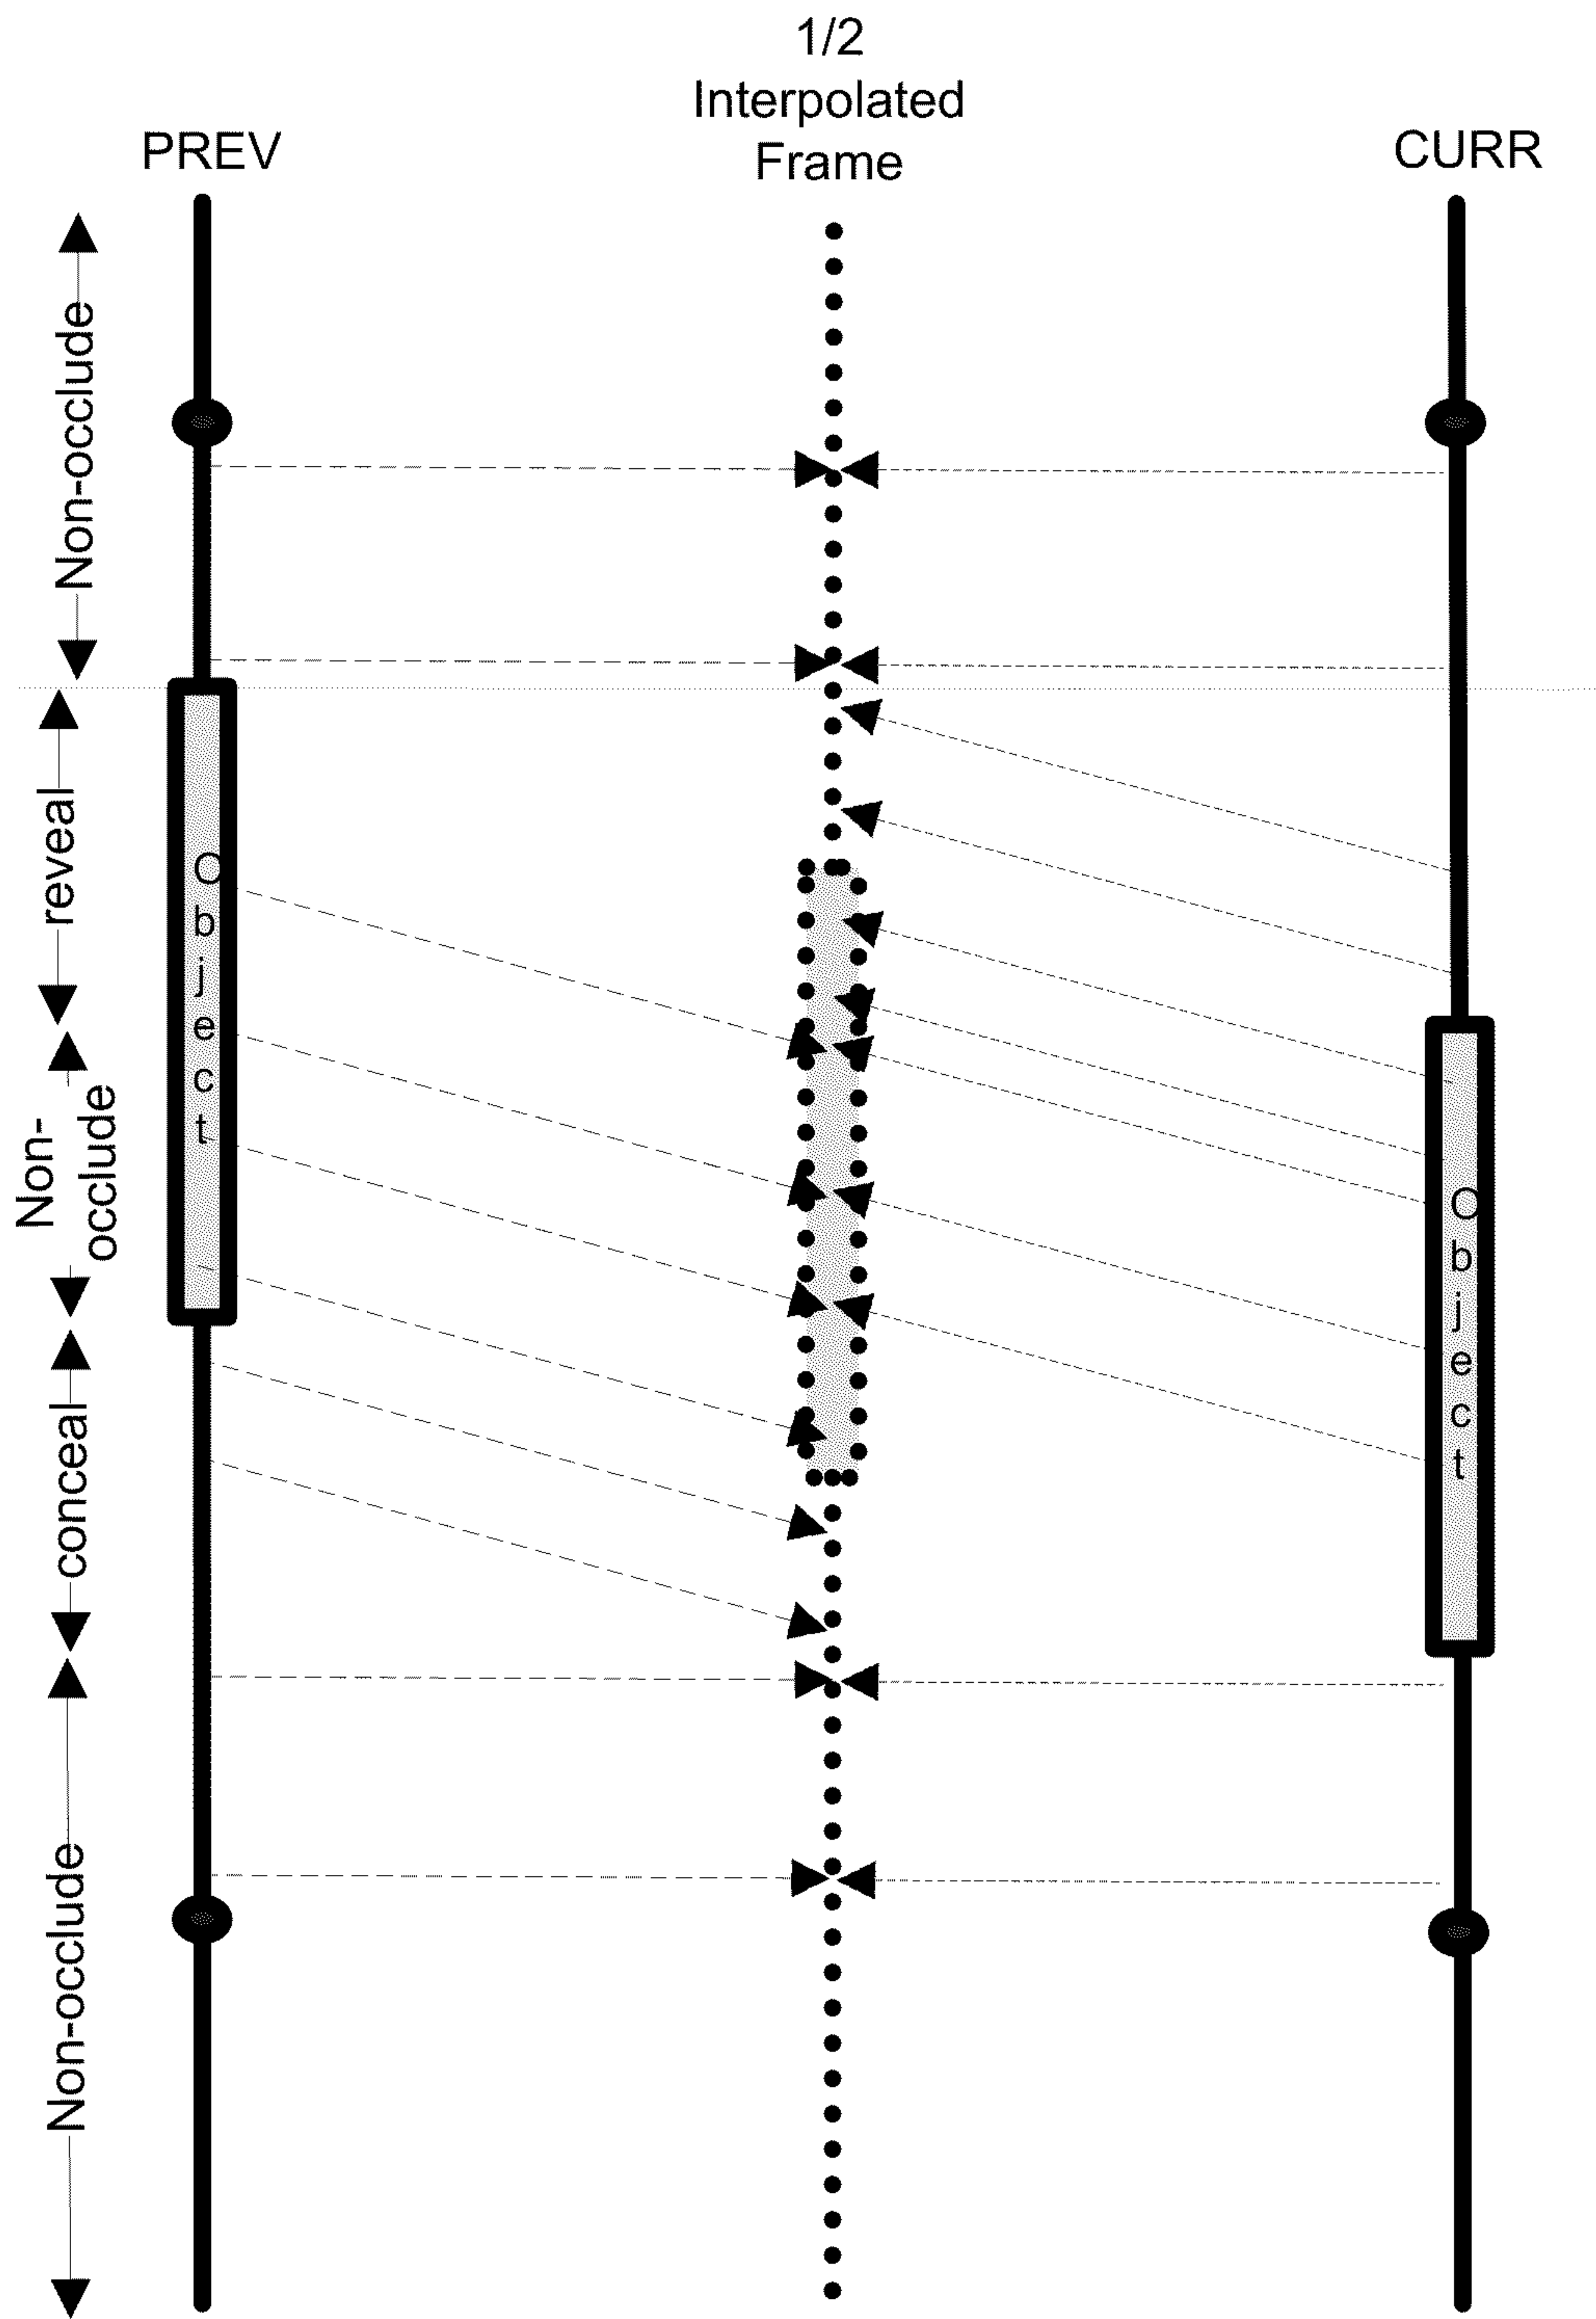 1/2
Interpolated
Frame
PREV
CURR
Non-occlude
reveal
Object
Non-
occlude
Object
conceal
Non-occlude